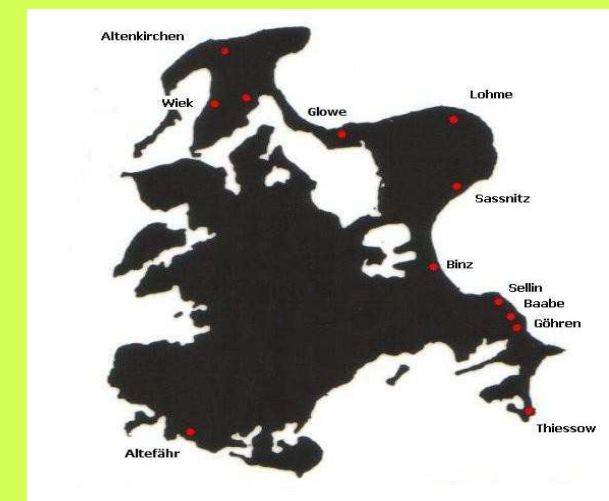 Altenkirchen
Wiek
Glowe
Lohme
Sassnitz
Binz
Sellin
Baabe
Göhren
Thiessow
Altefähr